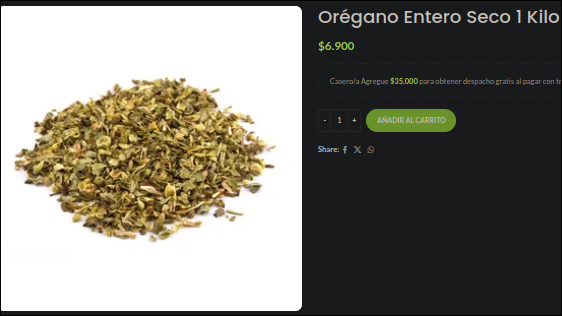 Orégano Entero Seco 1 Kilo
$6.900
Casero/a Agregue $35.000 para obtener despacho gratis al pagar con
- 1 +
AÑADIR AL CARRITO
Share: